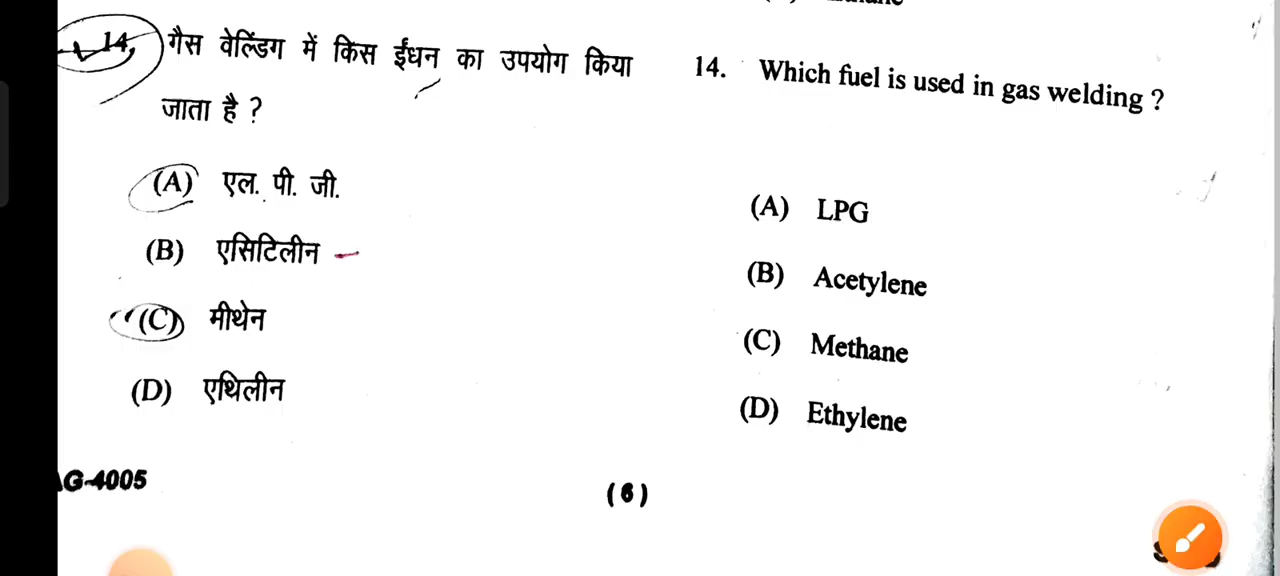 14. गैस वेल्डिंग में किस ईंधन का उपयोग किया
जाता है ?
(A) एल. पी. जी.
(B) एसिटिलीन
(C) मीथेन
(D) एथिलीन
14. Which fuel is used in gas welding ?
(A) LPG
(B) Acetylene
(C) Methane
(D) Ethylene
G-4005
(6)